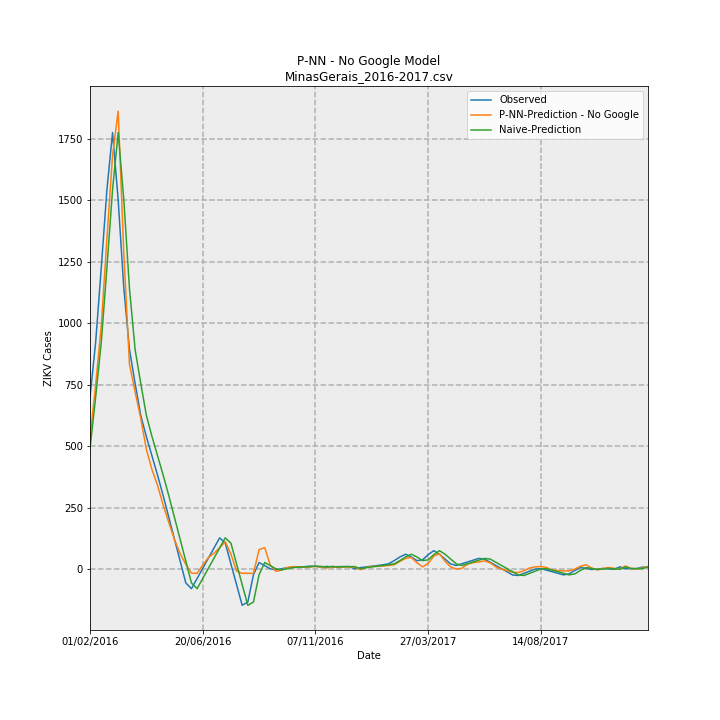 P-NN - No Google Model
MinasGerais_2016-2017.csv
Observed
P-NN-Prediction - No Google
Naive-Prediction
ZIKV Cases
1750
1500
1250
1000
750
500
250
0
01/02/2016
20/06/2016
07/11/2016
27/03/2017
14/08/2017
Date